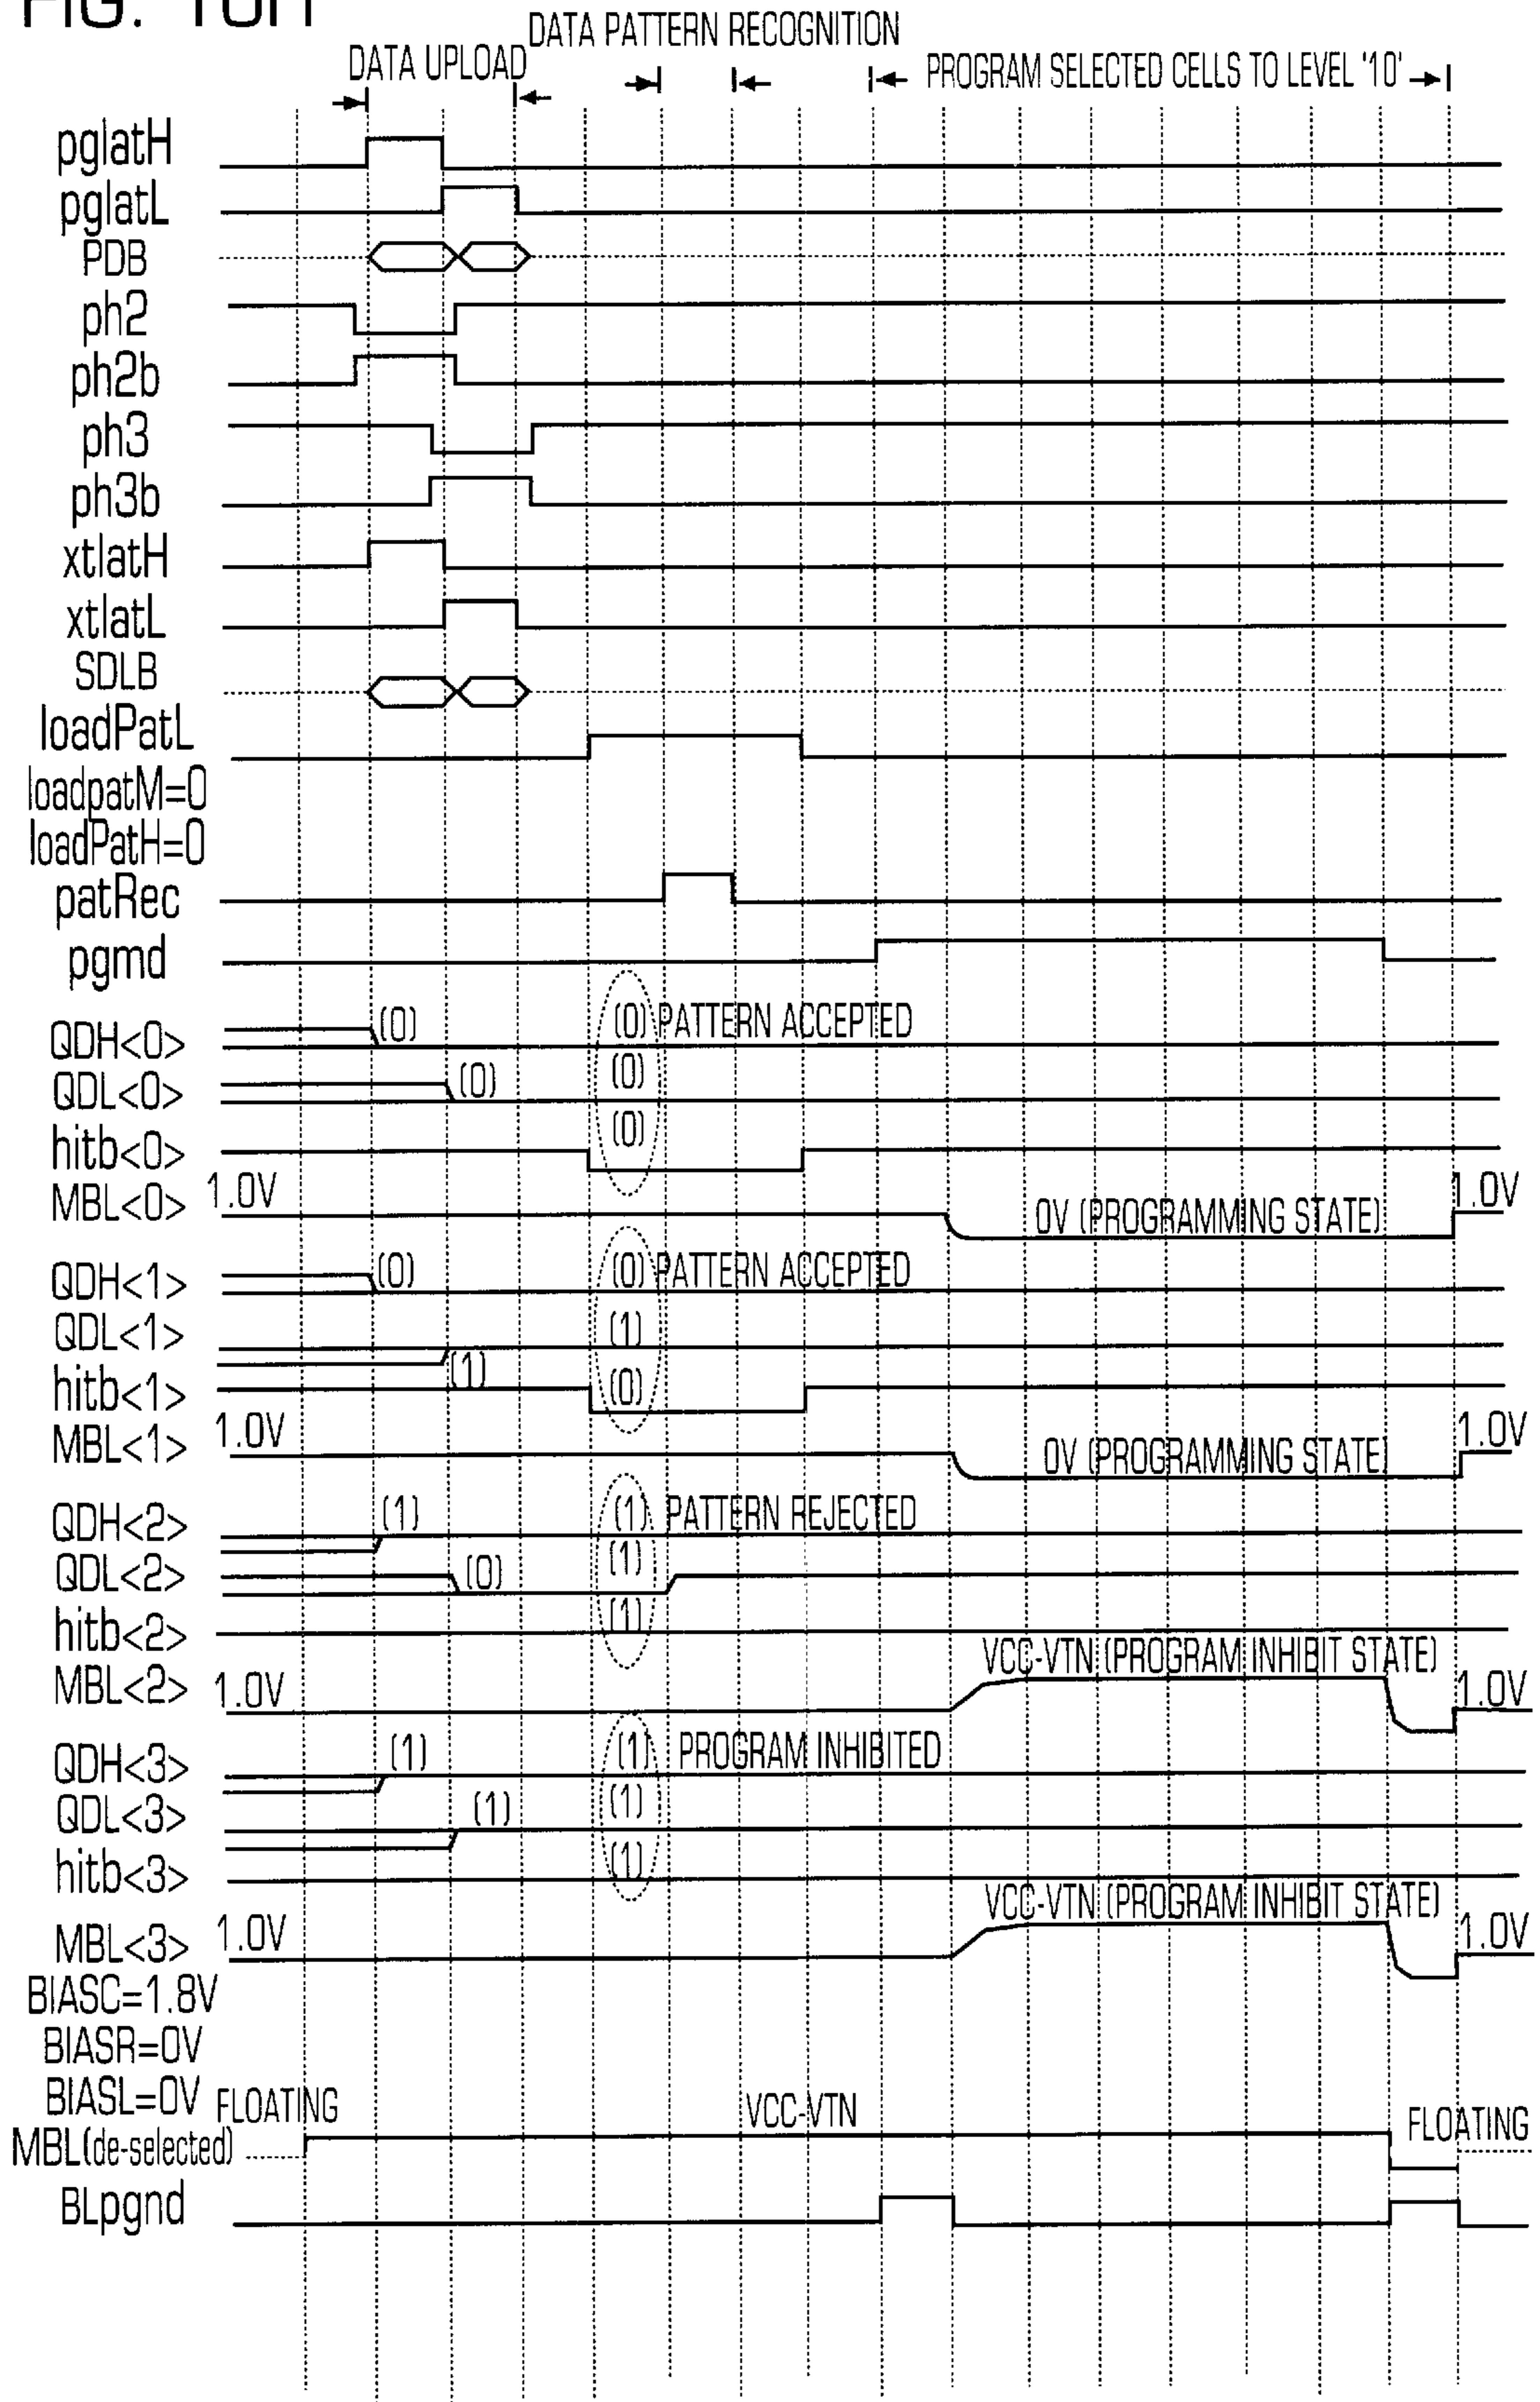 FIG.
DATA PATTERN RECOGNITION
DATA UPLOAD
PROGRAM SELECTED CELLS TO LEVEL '10'
pglatH
pglatL
PDB
ph2
ph2b
ph3
ph3b
xtlatH
xtlatL
SDLB
loadPatL
loadpatM=0
loadPatH=0
patRec
pgmd
QDH<0> (0) (0) PATTERN ACCEPTED
QDL<0> (0) (0)
hitb<0> (0)
MBL<0> 1.0V 0V (PROGRAMMING STATE) 1.0V
QDH<1> (0) (0) PATTERN ACCEPTED
QDL<1> (1) (1)
hitb<1> (0)
MBL<1> 1.0V 0V (PROGRAMMING STATE) 1.0V
QDH<2> (1) (1) PATTERN REJECTED
QDL<2> (0) (1)
hitb<2> (1)
MBL<2> 1.0V VCC-VTN (PROGRAM INHIBIT STATE) 1.0V
QDH<3> (1) (1) PROGRAM INHIBITED
QDL<3> (1) (1)
hitb<3> (1)
MBL<3> 1.0V VCC-VTN (PROGRAM INHIBIT STATE) 1.0V
BIASC=1.8V
BIASR=0V
BIASL=0V
MBL(de-selected) FLOATING VCC-VTN FLOATING
BLpgnd